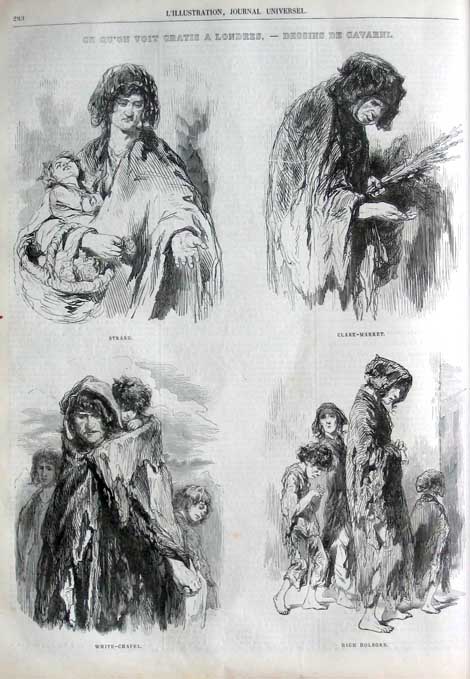 L'ILLUSTRATION, JOURNAL UNIVERSEL.
CE QU'ON VOIT GRATIS A LONDRES. — DESSINS DE GAVARNI.
STRAND.
CLARE-MARKET.
WHITE-CHAPEL.
HIGH HOLBORN.